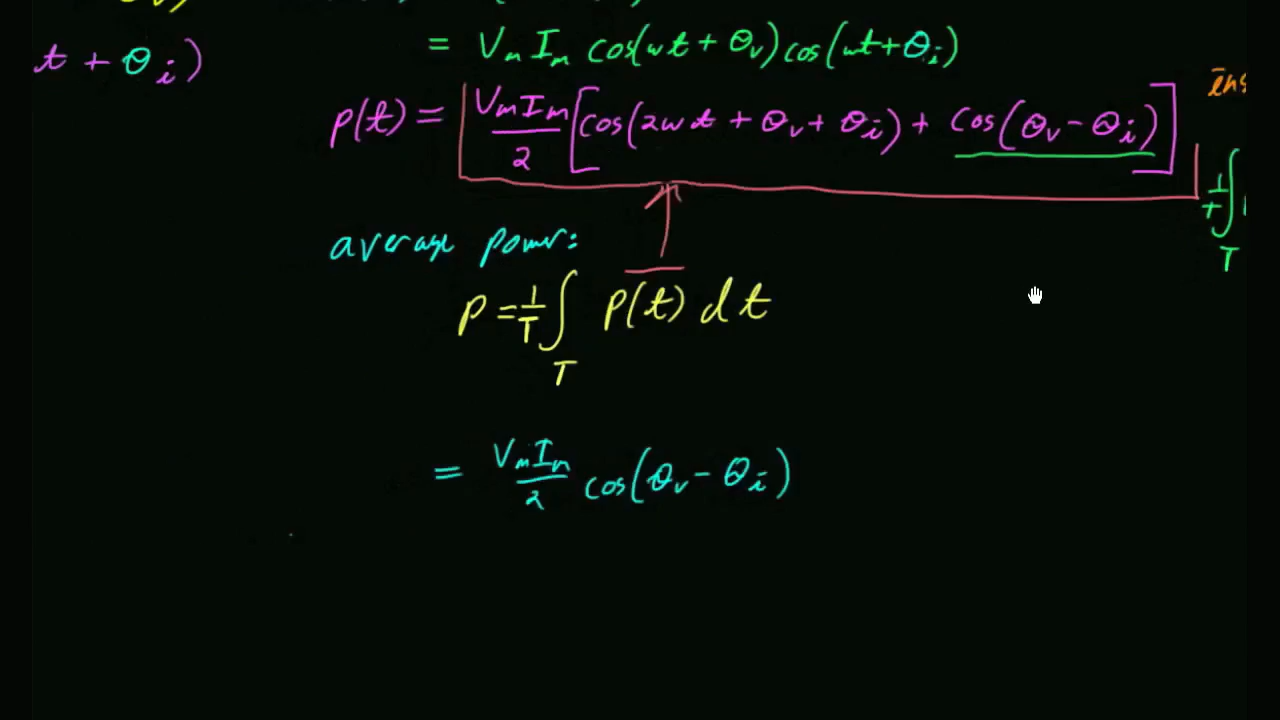 = VmIm cos(ωt + θv) cos(ωt + θi)
t + θi)
p(t) = VmIm/2 [cos(2ωt + θv + θi) + cos(θv - θi)]
1/T ∫T
average power:
P = 1/T ∫T p(t) dt
= VmIm/2 cos(θv - θi)